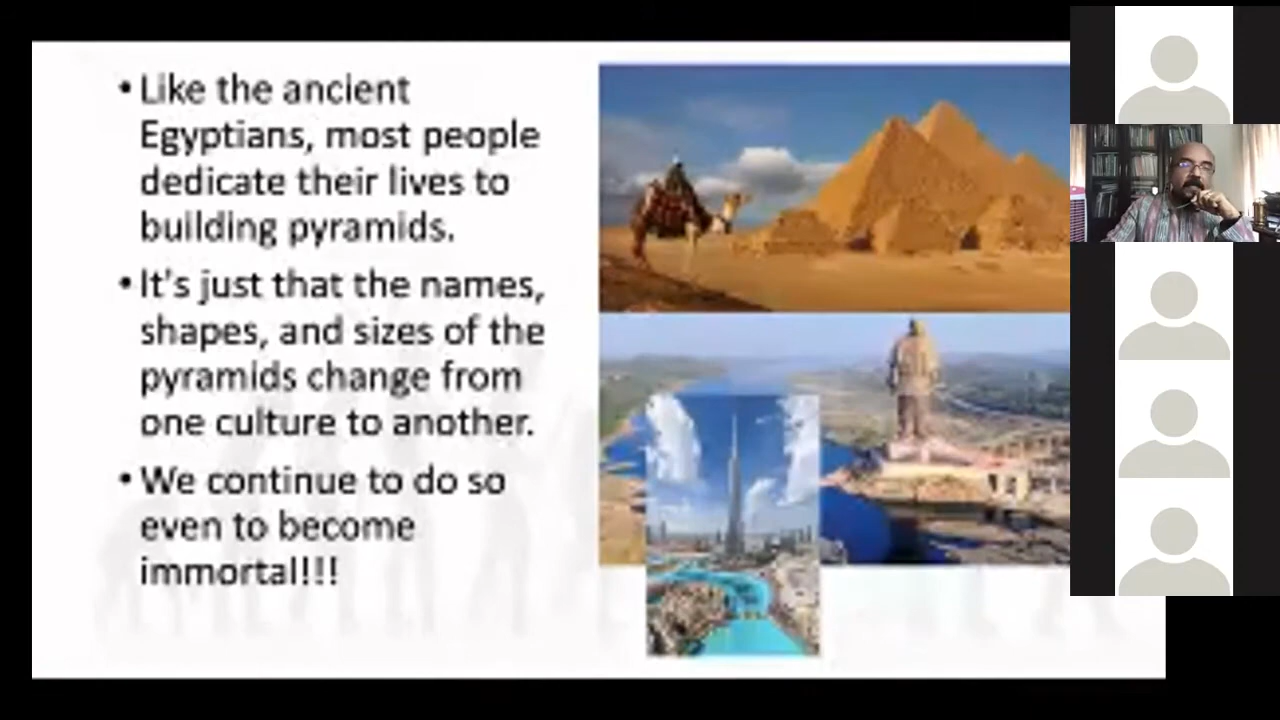 • Like the ancient
Egyptians, most people
dedicate their lives to
building pyramids.
• It's just that the names,
shapes, and sizes of the
pyramids change from
one culture to another.
• We continue to do so
even to become
immortal!!!